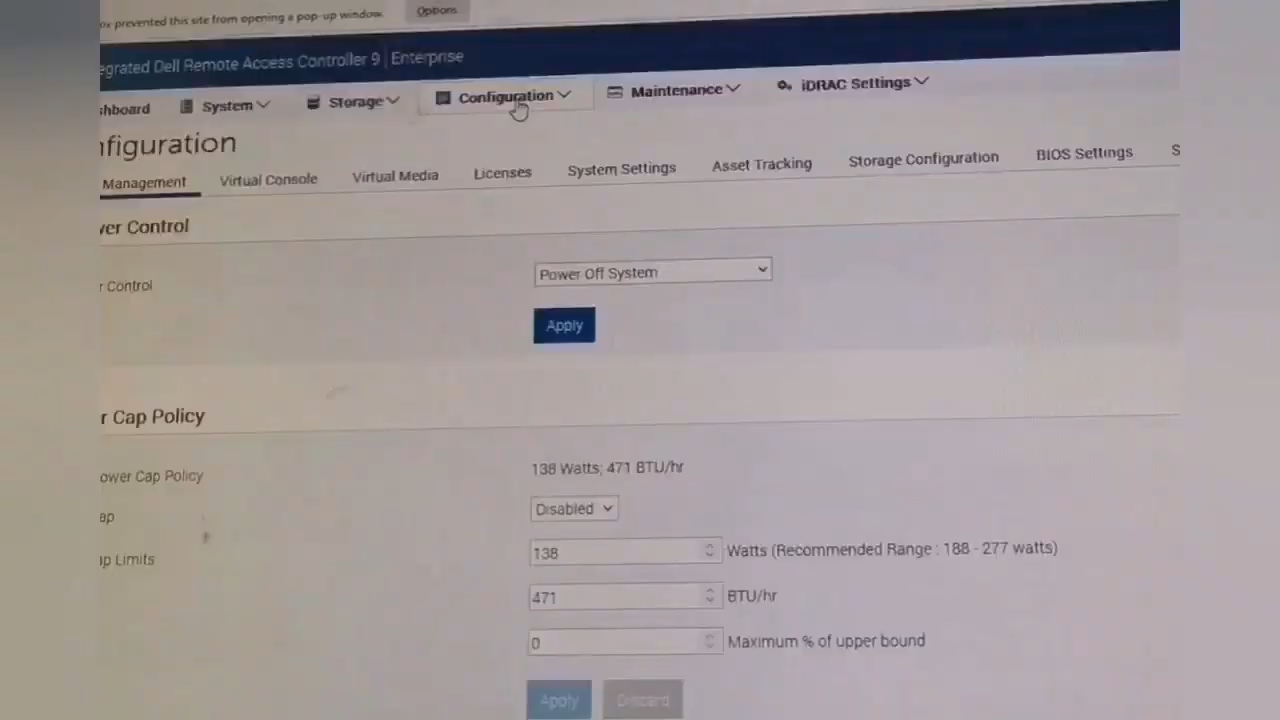 ox prevented this site from opening a pop-up window. Options
egrated Dell Remote Access Controller 9 | Enterprise
shboard System Storage Configuration Maintenance iDRAC Settings
nfiguration
Management Virtual Console Virtual Media Licenses System Settings Asset Tracking Storage Configuration BIOS Settings S
ver Control
r Control Power Off System
Apply
r Cap Policy
ower Cap Policy 138 Watts; 471 BTU/hr
ap Disabled
ap Limits 138 Watts (Recommended Range : 188 - 277 watts)
471 BTU/hr
0 Maximum % of upper bound
Apply Discard